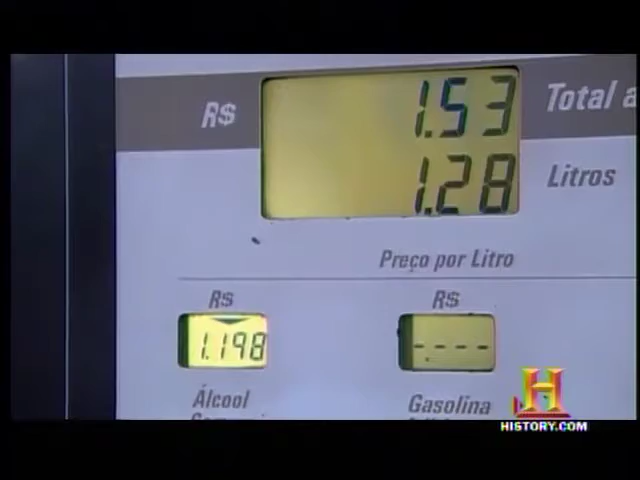 R$ 1.53 Total a
1.28 Litros
Preço por Litro
R$ R$
1.198 - - - -
Álcool Gasolina
H
HISTORY.COM